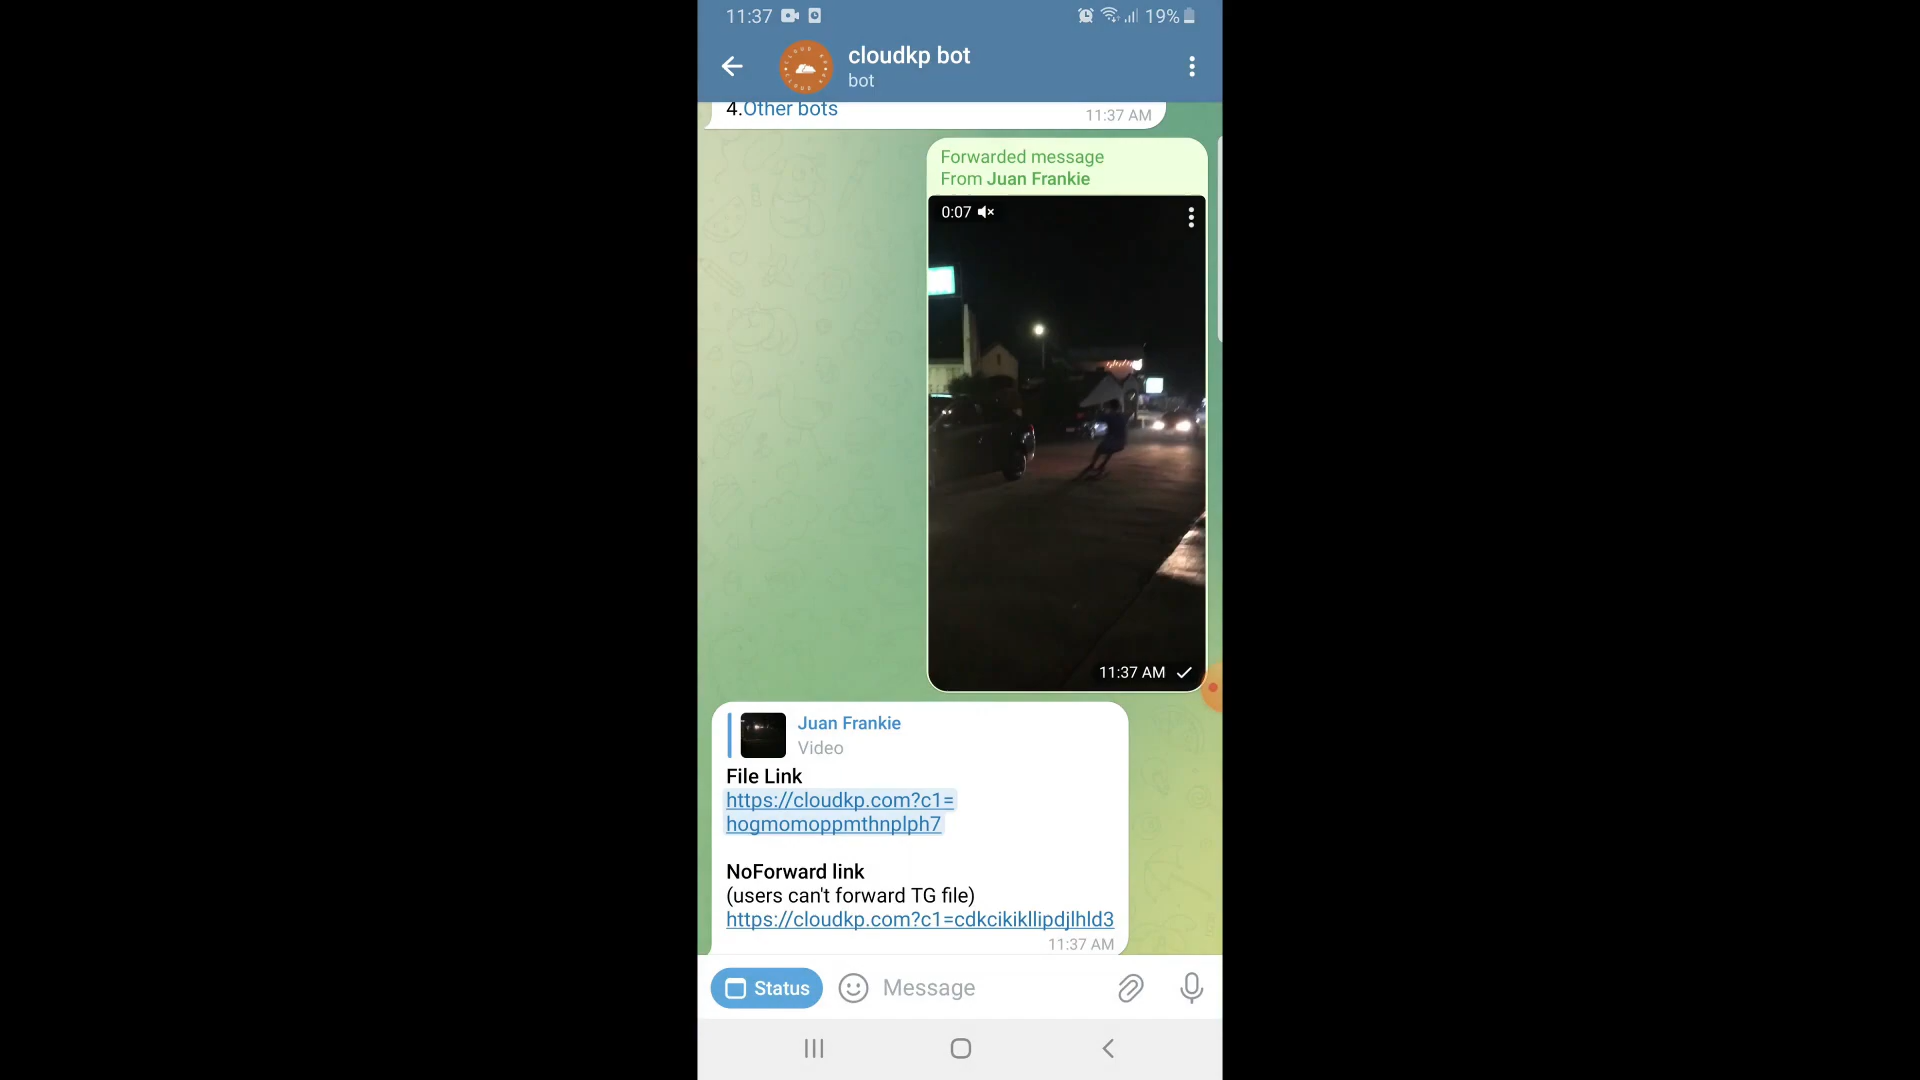 11:37
19%
cloudkp bot
bot
4.Other bots
11:37 AM
Forwarded message
From Juan Frankie
0:07
11:37 AM
Juan Frankie
Video
File Link
https://cloudkp.com?c1=
hogmomoppmthnplph7
NoForward link
(users can't forward TG file)
https://cloudkp.com?c1=cdkcikikllipdjlhld3
11:37 AM
Status
Message